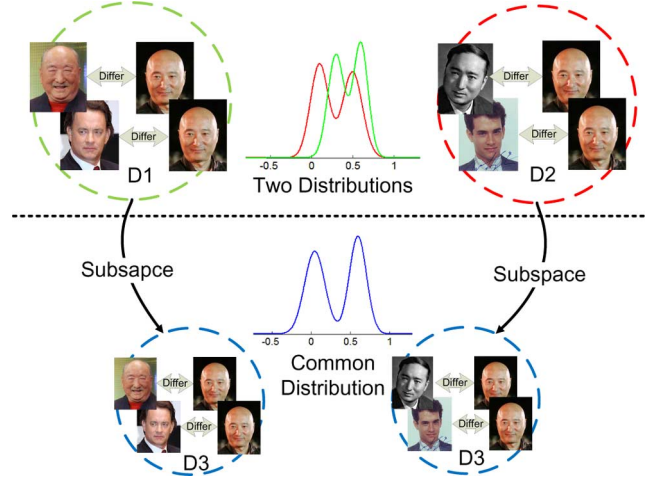 Differ
Differ
D1
-0.5 0 0.5 1
Two Distributions
Differ
Differ
D2
Subsapce
Subspace
-0.5 0 0.5 1
Common
Distribution
Differ
Differ
D3
Differ
Differ
D3